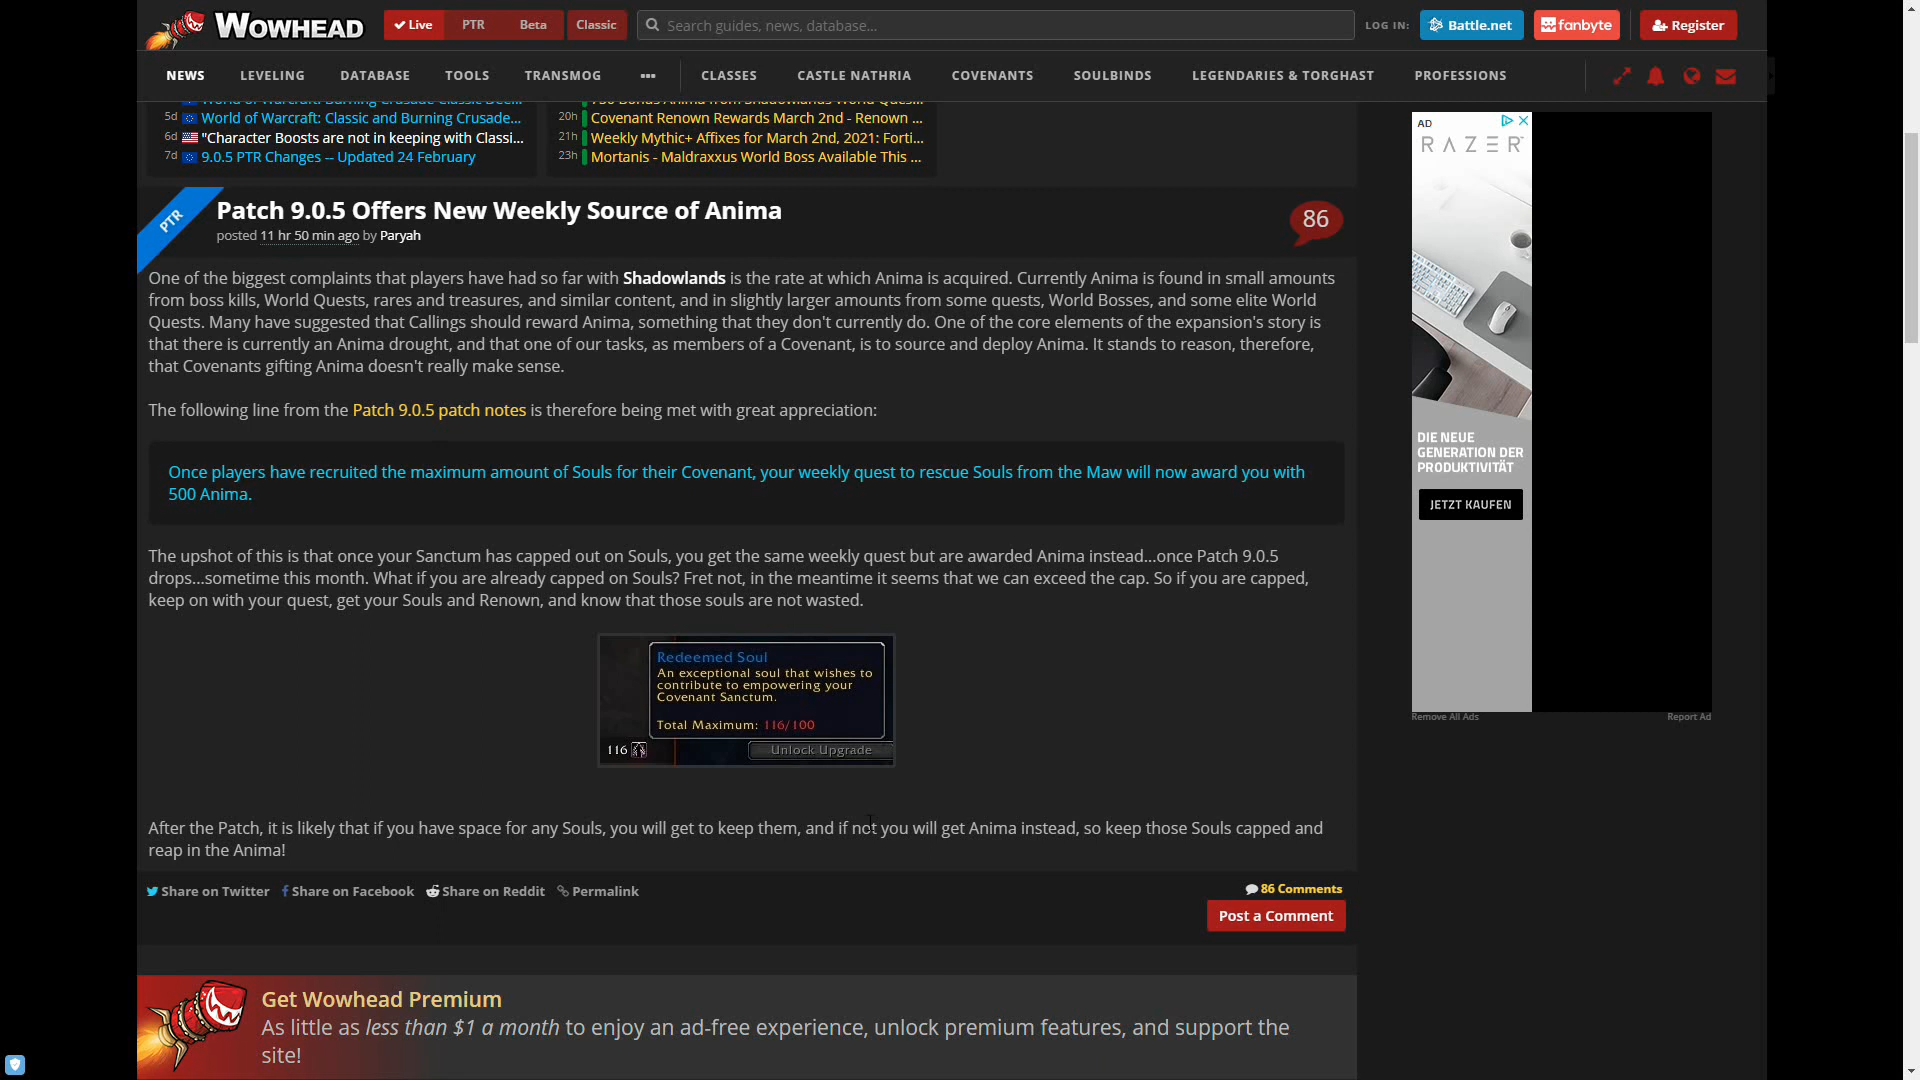 WOWHEAD
Live PTR Beta Classic
Search guides, news, database...
LOG IN: Battle.net fanbyte Register
NEWS LEVELING DATABASE TOOLS TRANSMOG ••• CLASSES CASTLE NATHRIA COVENANTS SOULBINDS LEGENDARIES & TORGHAST PROFESSIONS
5d World of Warcraft: Classic and Burning Crusade...
6d "Character Boosts are not in keeping with Classi...
7d 9.0.5 PTR Changes -- Updated 24 February
20h Covenant Renown Rewards March 2nd - Renown ...
21h Weekly Mythic+ Affixes for March 2nd, 2021: Forti...
23h Mortanis - Maldraxxus World Boss Available This ...
PTR
Patch 9.0.5 Offers New Weekly Source of Anima
posted 11 hr 50 min ago by Paryah
86
One of the biggest complaints that players have had so far with Shadowlands is the rate at which Anima is acquired. Currently Anima is found in small amounts
from boss kills, World Quests, rares and treasures, and similar content, and in slightly larger amounts from some quests, World Bosses, and some elite World
Quests. Many have suggested that Callings should reward Anima, something that they don't currently do. One of the core elements of the expansion's story is
that there is currently an Anima drought, and that one of our tasks, as members of a Covenant, is to source and deploy Anima. It stands to reason, therefore,
that Covenants gifting Anima doesn't really make sense.
The following line from the Patch 9.0.5 patch notes is therefore being met with great appreciation:
Once players have recruited the maximum amount of Souls for their Covenant, your weekly quest to rescue Souls from the Maw will now award you with
500 Anima.
The upshot of this is that once your Sanctum has capped out on Souls, you get the same weekly quest but are awarded Anima instead...once Patch 9.0.5
drops...sometime this month. What if you are already capped on Souls? Fret not, in the meantime it seems that we can exceed the cap. So if you are capped,
keep on with your quest, get your Souls and Renown, and know that those souls are not wasted.
Redeemed Soul
An exceptional soul that wishes to
contribute to empowering your
Covenant Sanctum.
Total Maximum: 116/100
116
Unlock Upgrade
After the Patch, it is likely that if you have space for any Souls, you will get to keep them, and if not you will get Anima instead, so keep those Souls capped and
reap in the Anima!
Share on Twitter Share on Facebook Share on Reddit Permalink
86 Comments
Post a Comment
Get Wowhead Premium
As little as less than $1 a month to enjoy an ad-free experience, unlock premium features, and support the
site!
AD
RAZER
DIE NEUE
GENERATION DER
PRODUKTIVITÄT
JETZT KAUFEN
Remove All Ads
Report Ad